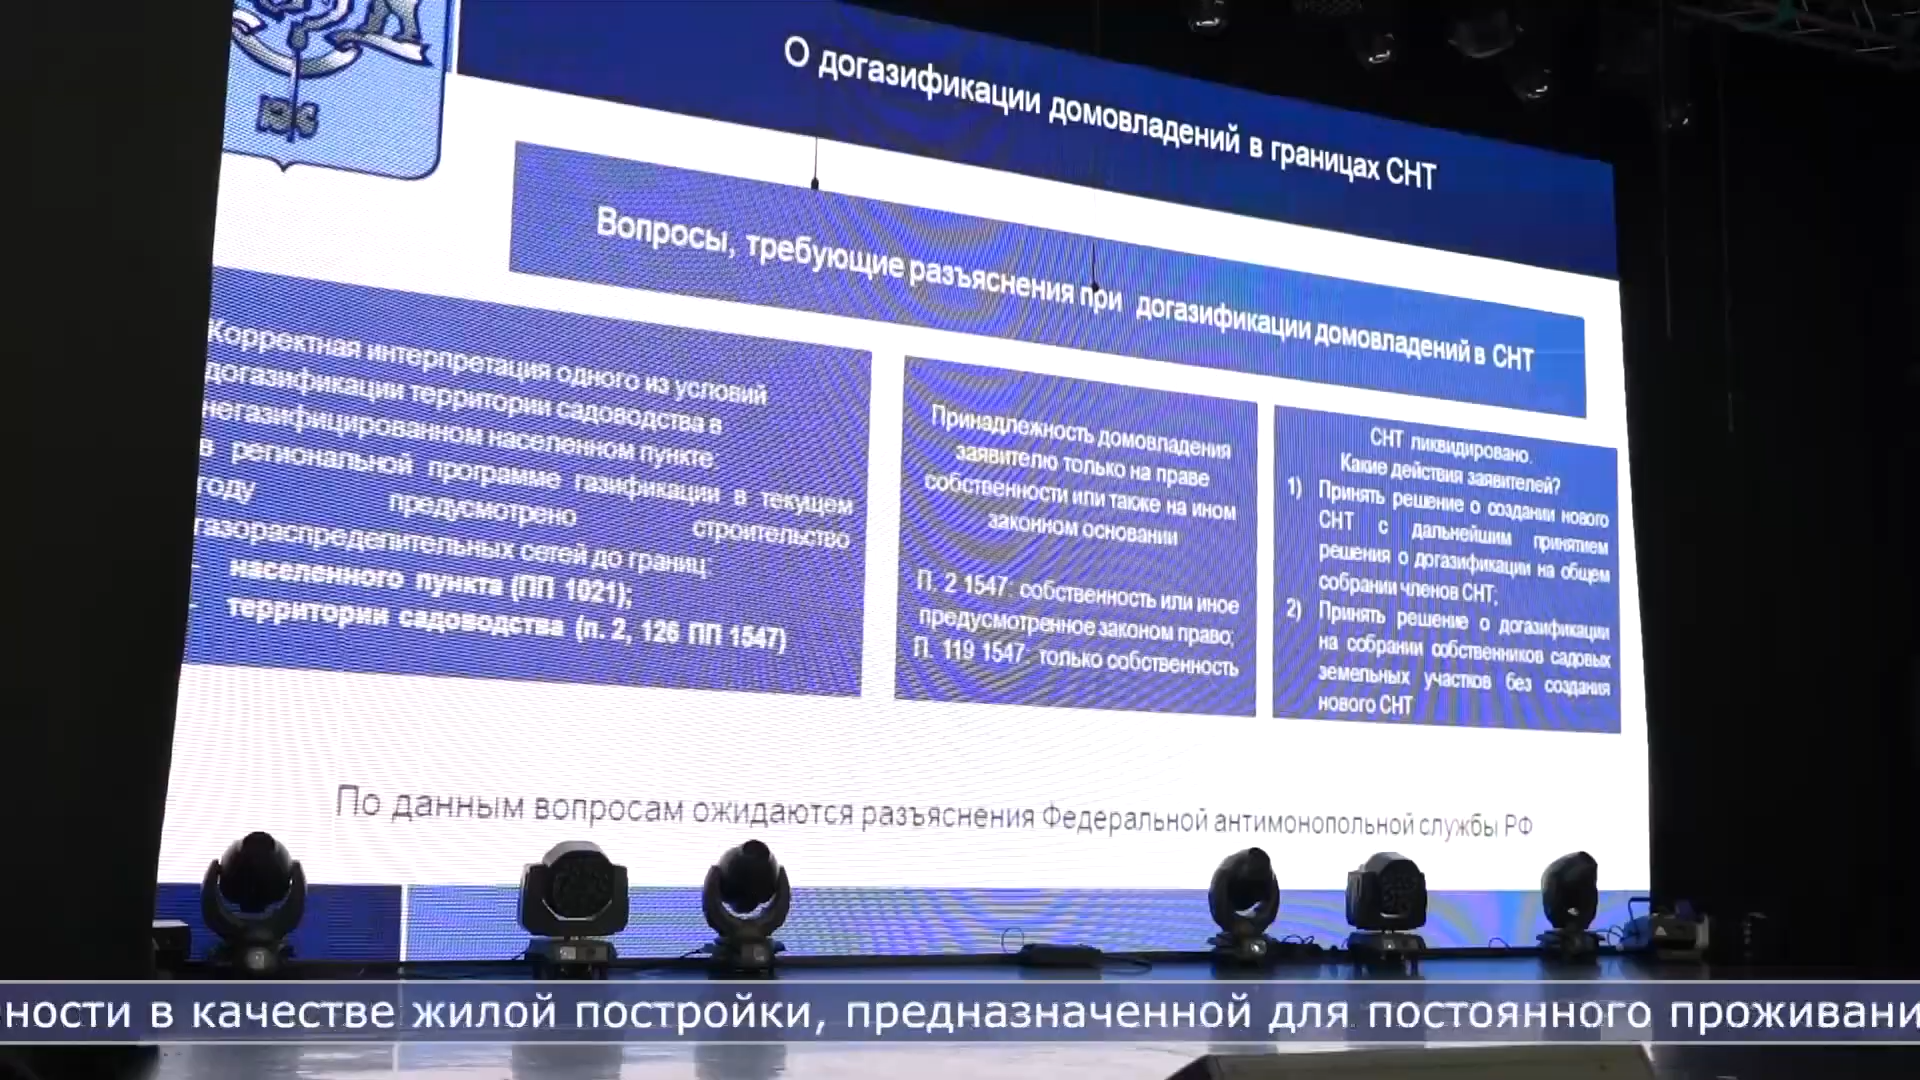 О догазификации домовладений в границах СНТ
Вопросы, требующие разъяснения при догазификации домовладений в СНТ
Корректная интерпретация одного из условий
догазификации территории садоводства в
негазифицированном населенном пункте:
в региональной программе газификации в текущем
году предусмотрено строительство
газораспределительных сетей до границ:
- населенного пункта (ПП 1021);
- территории садоводства (п. 2, 126 ПП 1547)
Принадлежность домовладения
заявителю только на праве
собственности или также на ином
законном основании
П. 2 1547: собственность или иное
предусмотренное законом право;
П. 119 1547: только собственность
СНТ ликвидировано.
Какие действия заявителей?
1) Принять решение о создании нового
СНТ с дальнейшим принятием
решения о догазификации на общем
собрании членов СНТ;
2) Принять решение о догазификации
на собрании собственников садовых
земельных участков без создания
нового СНТ
По данным вопросам ожидаются разъяснения Федеральной антимонопольной службы РФ
ности в качестве жилой постройки, предназначенной для постоянного проживани